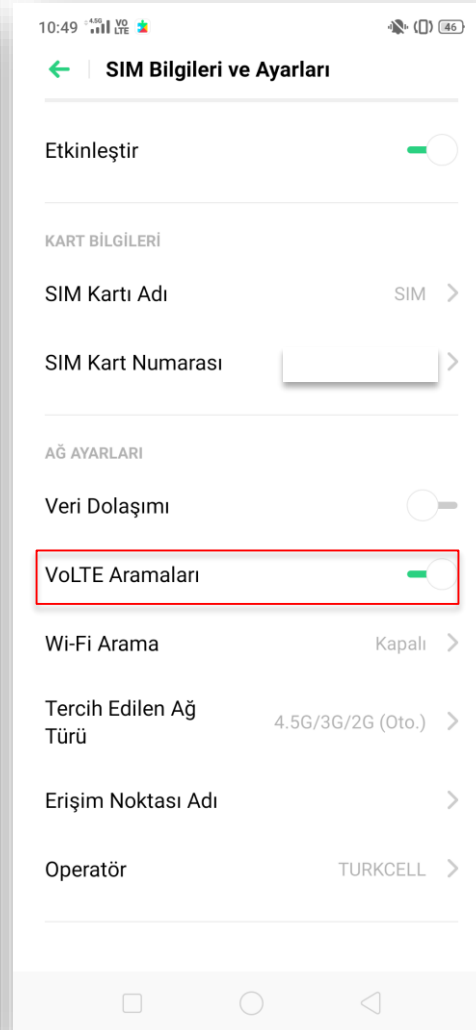 10:49 4.5G VO LTE 46
SIM Bilgileri ve Ayarları
Etkinleştir
KART BİLGİLERİ
SIM Kartı Adı SIM
SIM Kart Numarası
AĞ AYARLARI
Veri Dolaşımı
VoLTE Aramaları
Wi-Fi Arama Kapalı
Tercih Edilen Ağ
Türü 4.5G/3G/2G (Oto.)
Erişim Noktası Adı
Operatör TURKCELL